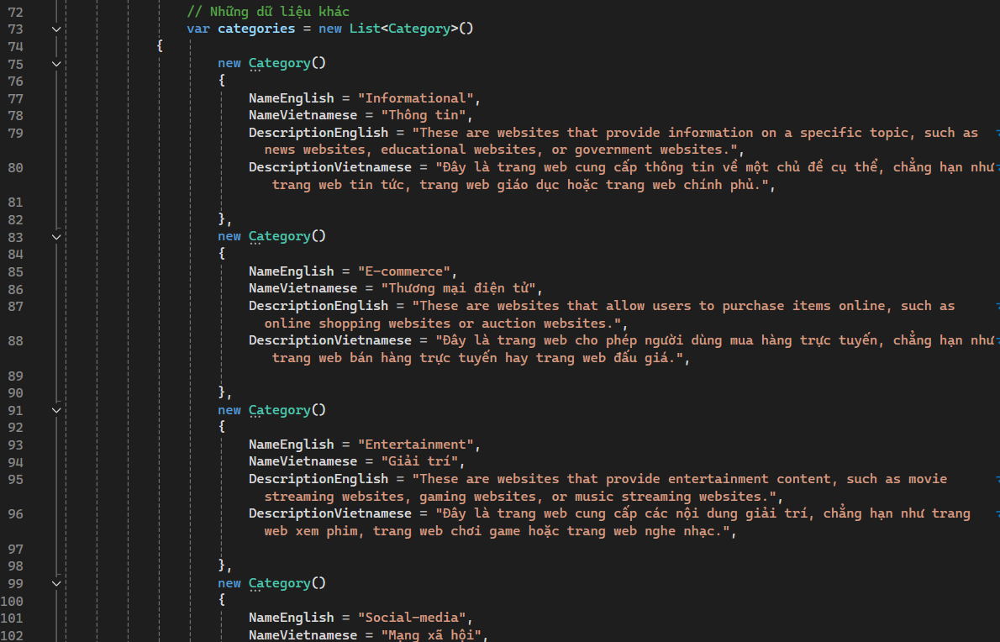 72 // Những dữ liệu khác
73 var categories = new List<Category>()
74 {
75 new Category()
76 {
77 NameEnglish = "Informational",
78 NameVietnamese = "Thông tin",
79 DescriptionEnglish = "These are websites that provide information on a specific topic, such as
news websites, educational websites, or government websites.",
80 DescriptionVietnamese = "Đây là trang web cung cấp thông tin về một chủ đề cụ thể, chẳng hạn như
trang web tin tức, trang web giáo dục hoặc trang web chính phủ.",
81
82 },
83 new Category()
84 {
85 NameEnglish = "E-commerce",
86 NameVietnamese = "Thương mại điện tử",
87 DescriptionEnglish = "These are websites that allow users to purchase items online, such as
online shopping websites or auction websites.",
88 DescriptionVietnamese = "Đây là trang web cho phép người dùng mua hàng trực tuyến, chẳng hạn như
trang web bán hàng trực tuyến hay trang web đấu giá.",
89
90 },
91 new Category()
92 {
93 NameEnglish = "Entertainment",
94 NameVietnamese = "Giải trí",
95 DescriptionEnglish = "These are websites that provide entertainment content, such as movie
streaming websites, gaming websites, or music streaming websites.",
96 DescriptionVietnamese = "Đây là trang web cung cấp các nội dung giải trí, chẳng hạn như trang
web xem phim, trang web chơi game hoặc trang web nghe nhạc.",
97
98 },
99 new Category()
100 {
101 NameEnglish = "Social-media",
102 NameVietnamese = "Mạng xã hội",